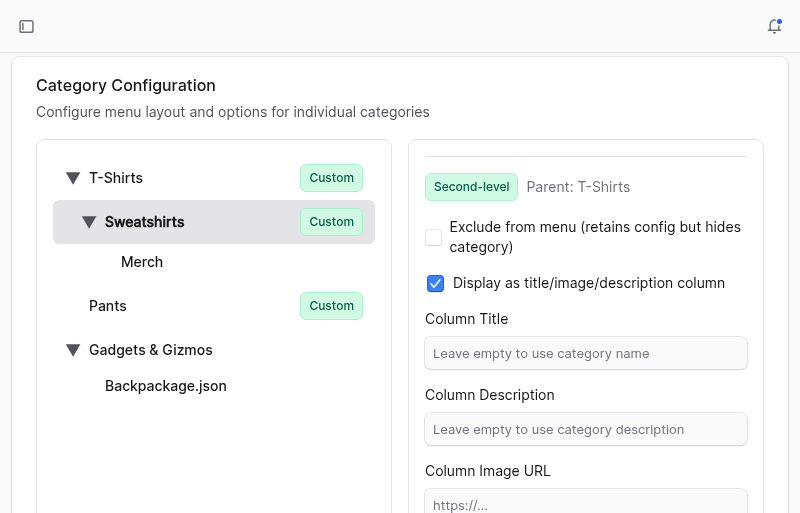 Category Configuration
Configure menu layout and options for individual categories
T-Shirts
Custom
Sweatshirts
Custom
Merch
Pants
Custom
Gadgets & Gizmos
Backpackage.json
Second-level
Parent: T-Shirts
Exclude from menu (retains config but hides
category)
Display as title/image/description column
Column Title
Leave empty to use category name
Column Description
Leave empty to use category description
Column Image URL
https://...